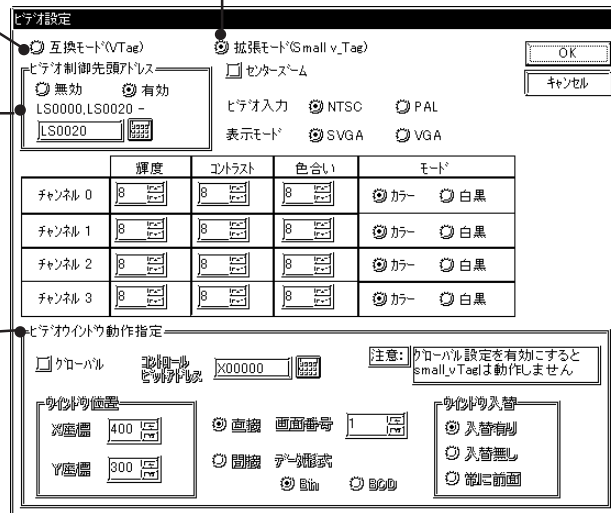 ビデオ設定
互換モード(VTag)
拡張モード(Small v_Tag)
OK
キャンセル
ビデオ制御先頭アドレス
無効 有効
LS0000,LS0020 -
LS0020
センターズーム
ビデオ入力 NTSC PAL
表示モード SVGA VGA
輝度 コントラスト 色合い モード
チャンネル 0 8 8 8 カラー 白黒
チャンネル 1 8 8 8 カラー 白黒
チャンネル 2 8 8 8 カラー 白黒
チャンネル 3 8 8 8 カラー 白黒
ビデオウインドウ動作指定
グローバル
コントロール
ビットアドレス
X00000
注意:
グローバル設定を有効にすると
small_vTagは動作しません
ウインドウ位置
X座標 400
Y座標 300
直接 画面番号 1
間接 データ形式
Bin BCD
ウインドウ入替
入替有り
入替無し
常に前面